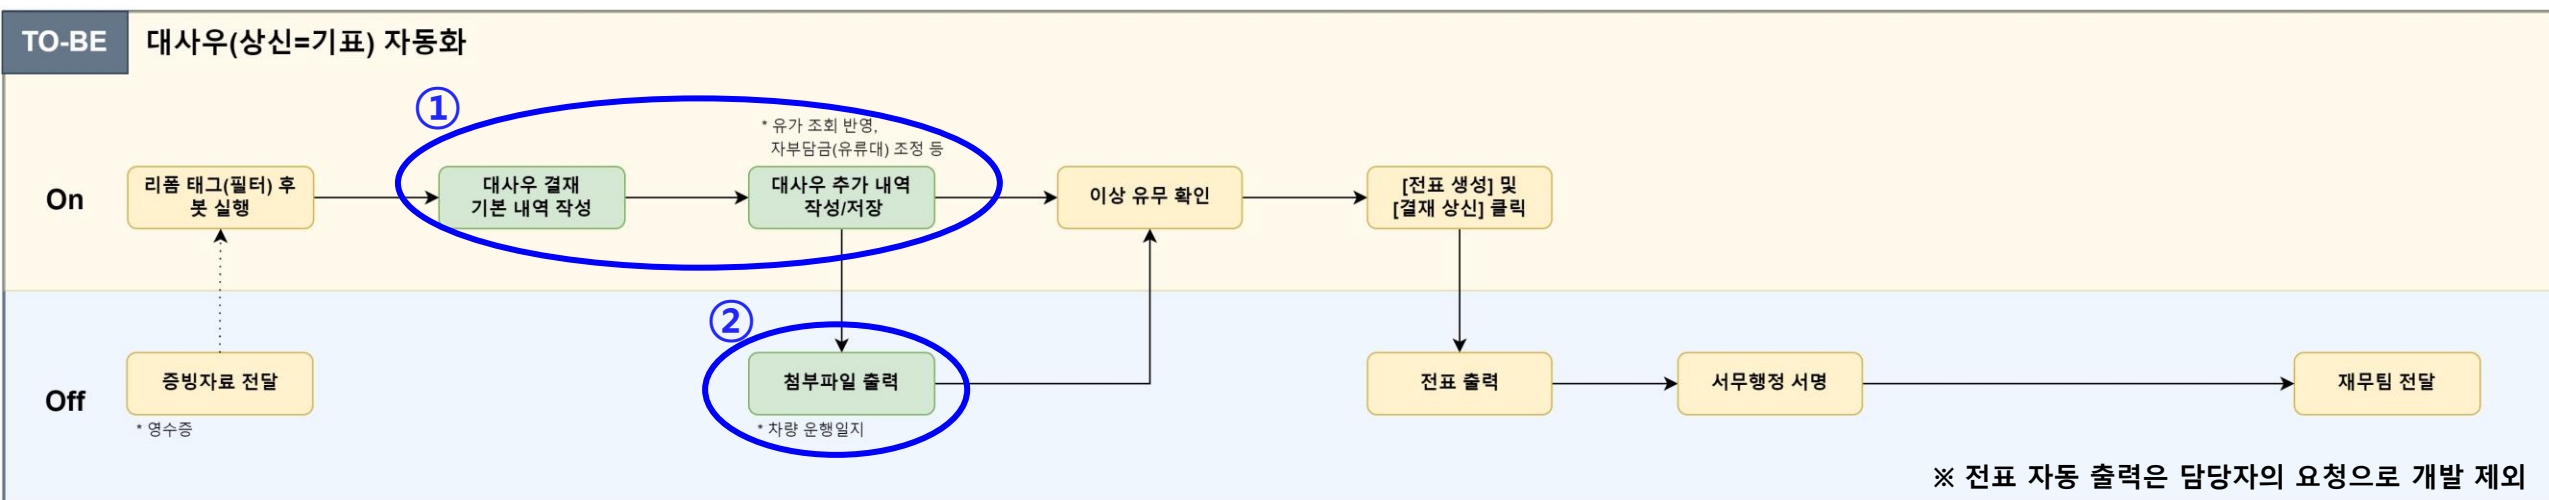 TO-BE
대사우(상신=기표) 자동화
①
* 유가 조회 반영,
자부담금(유류대) 조정 등
On
리폼 태그(필터) 후
봇 실행
대사우 결재
기본 내역 작성
대사우 추가 내역
작성/저장
이상 유무 확인
[전표 생성] 및
[결재 상신] 클릭
②
Off
증빙자료 전달
* 영수증
첨부파일 출력
* 차량 운행일지
전표 출력
서무행정 서명
재무팀 전달
※ 전표 자동 출력은 담당자의 요청으로 개발 제외